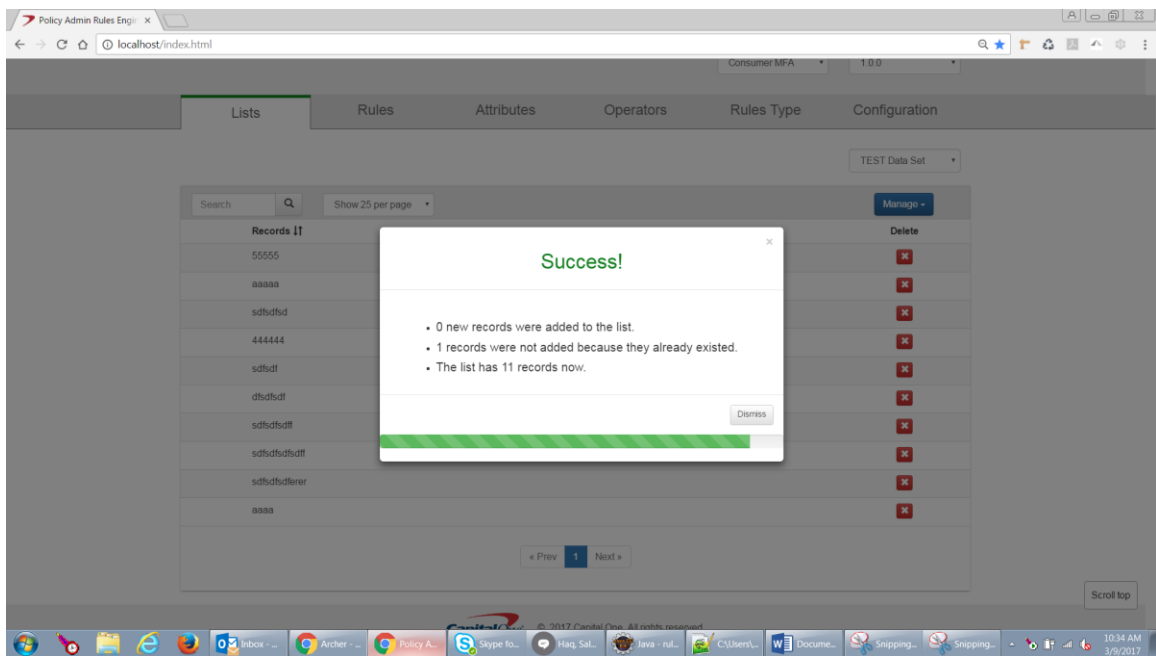 Policy Admin Rules Engin
localhost/index.html
Consumer MFA 1.0.0
Lists Rules Attributes Operators Rules Type Configuration
TEST Data Set
Search Show 25 per page Manage
Records Delete
55555
aaaaa
sdfsdfsd
444444
sdfsdf
dfsdfsdf
sdfsdfsdff
sdfsdfsdfsdff
sdfsdfsdferer
aaaa
×
Success!
• 0 new records were added to the list.
• 1 records were not added because they already existed.
• The list has 11 records now.
Dismiss
« Prev 1 Next »
Scroll top
Capital One © 2017 Capital One. All rights reserved
Inbox - ... Archer - ... Policy A... Skype fo... Haq, Sal... Java - rul... C:\Users\... Docume... Snipping... Snipping... 10:34 AM
3/9/2017